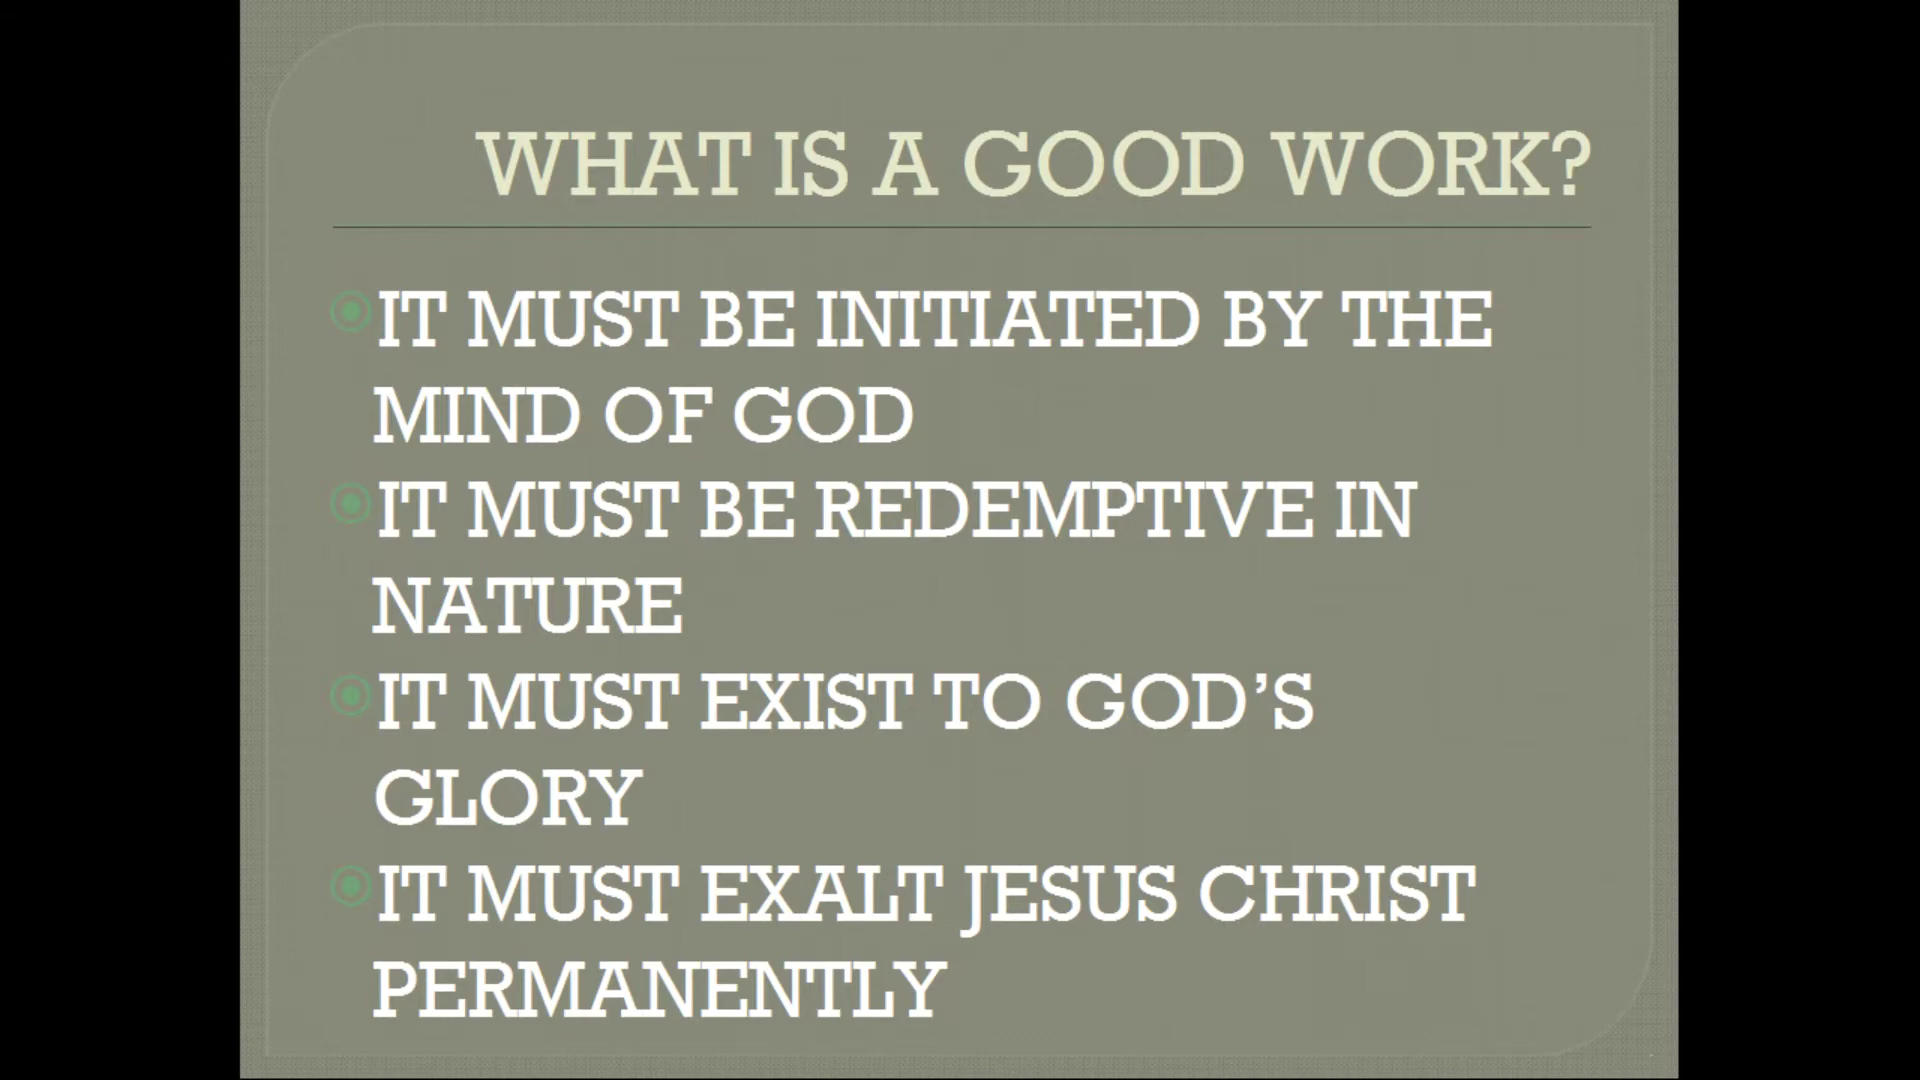 WHAT IS A GOOD WORK?
IT MUST BE INITIATED BY THE
MIND OF GOD
IT MUST BE REDEMPTIVE IN
NATURE
IT MUST EXIST TO GOD’S
GLORY
IT MUST EXALT JESUS CHRIST
PERMANENTLY